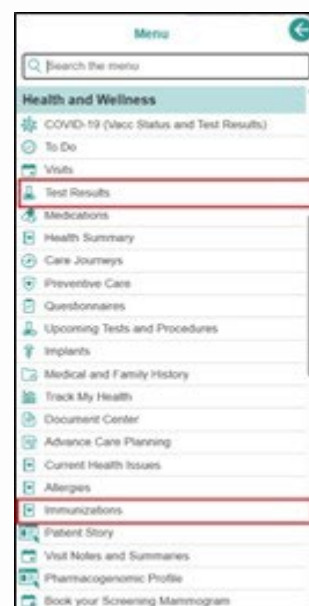 Menu
Search the menu
Health and Wellness
COVID-19 (Vacc Status and Test Results)
To Do
Visits
Test Results
Medications
Health Summary
Care Journeys
Preventive Care
Questionnaires
Upcoming Tests and Procedures
Implants
Medical and Family History
Track My Health
Document Center
Advance Care Planning
Current Health Issues
Allergies
Immunizations
Patient Story
Visit Notes and Summaries
Pharmacogenomic Profile
Book your Screening Mammogram